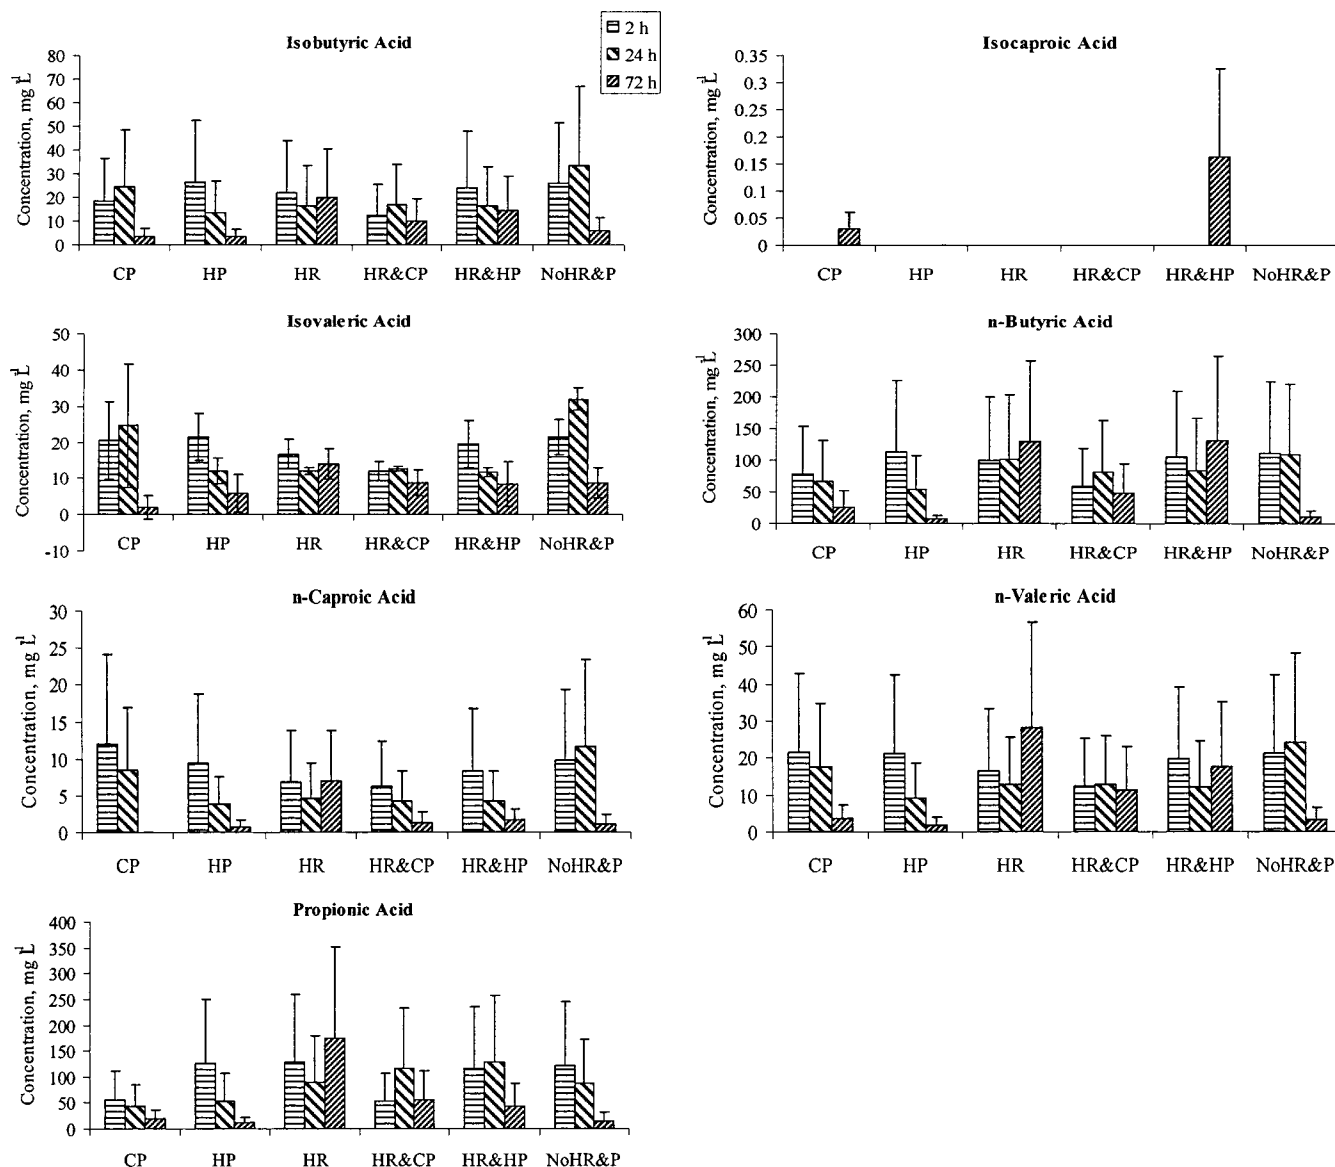 Isobutyric Acid
2 h
24 h
72 h
Concentration, mg L-1
80
70
60
50
40
30
20
10
0
CP HP HR HR&CP HR&HP NoHR&P
Isocaproic Acid
Concentration, mg L-1
0.35
0.3
0.25
0.2
0.15
0.1
0.05
0
CP HP HR HR&CP HR&HP NoHR&P
Isovaleric Acid
Concentration, mg L-1
50
40
30
20
10
0
-10
CP HP HR HR&CP HR&HP NoHR&P
n-Butyric Acid
Concentration, mg L-1
300
250
200
150
100
50
0
CP HP HR HR&CP HR&HP NoHR&P
n-Caproic Acid
Concentration, mg L-1
30
25
20
15
10
5
0
CP HP HR HR&CP HR&HP NoHR&P
n-Valeric Acid
Concentration, mg L-1
60
50
40
30
20
10
0
CP HP HR HR&CP HR&HP NoHR&P
Propionic Acid
Concentration, mg L-1
400
350
300
250
200
150
100
50
0
CP HP HR HR&CP HR&HP NoHR&P